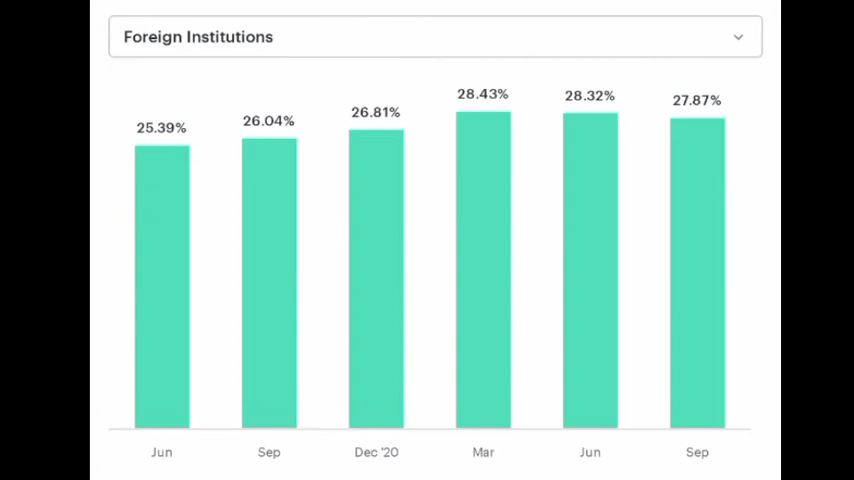 Foreign Institutions
25.39% 26.04% 26.81% 28.43% 28.32% 27.87%
Jun Sep Dec '20 Mar Jun Sep